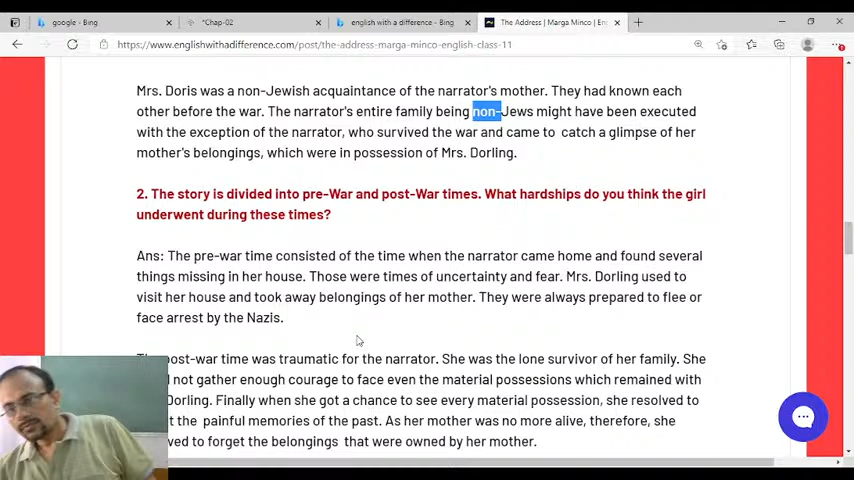 google - Bing
*Chap-02
english with a difference - Bing
The Address | Marga Minco | En
https://www.englishwithadifference.com/post/the-address-marga-minco-english-class-11
Mrs. Doris was a non-Jewish acquaintance of the narrator's mother. They had known each
other before the war. The narrator's entire family being non-Jews might have been executed
with the exception of the narrator, who survived the war and came to catch a glimpse of her
mother's belongings, which were in possession of Mrs. Dorling.
2. The story is divided into pre-War and post-War times. What hardships do you think the girl
underwent during these times?
Ans: The pre-war time consisted of the time when the narrator came home and found several
things missing in her house. Those were times of uncertainty and fear. Mrs. Dorling used to
visit her house and took away belongings of her mother. They were always prepared to flee or
face arrest by the Nazis.
post-war time was traumatic for the narrator. She was the lone survivor of her family. She
not gather enough courage to face even the material possessions which remained with
Dorling. Finally when she got a chance to see every material possession, she resolved to
the painful memories of the past. As her mother was no more alive, therefore, she
to forget the belongings that were owned by her mother.